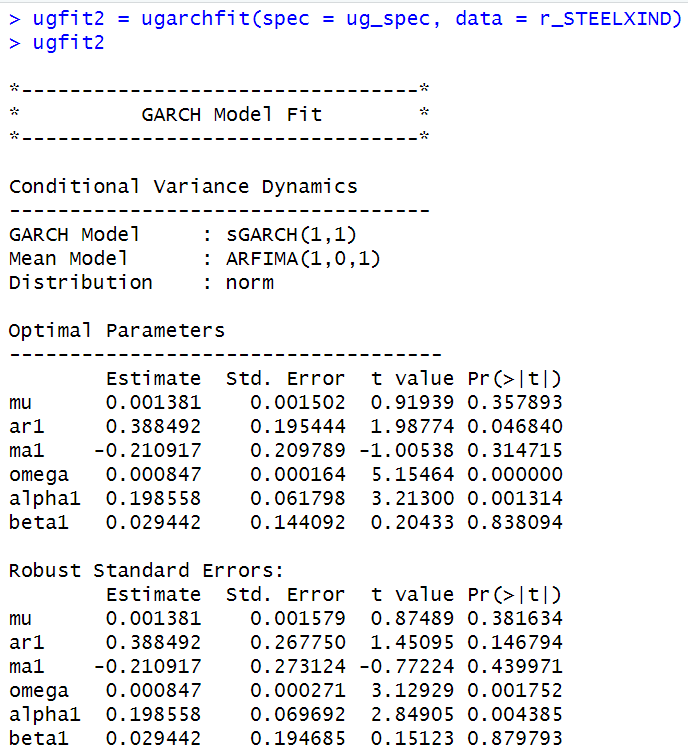 > ugfit2 = ugarchfit(spec = ug_spec, data = r_STEELXIND)
> ugfit2
*---------------------------------*
* GARCH Model Fit *
*---------------------------------*
Conditional Variance Dynamics
-----------------------------------
GARCH Model : sGARCH(1,1)
Mean Model : ARFIMA(1,0,1)
Distribution : norm
Optimal Parameters
------------------------------------
Estimate Std. Error t value Pr(>|t|)
mu 0.001381 0.001502 0.91939 0.357893
ar1 0.388492 0.195444 1.98774 0.046840
ma1 -0.210917 0.209789 -1.00538 0.314715
omega 0.000847 0.000164 5.15464 0.000000
alpha1 0.198558 0.061798 3.21300 0.001314
beta1 0.029442 0.144092 0.20433 0.838094
Robust Standard Errors:
Estimate Std. Error t value Pr(>|t|)
mu 0.001381 0.001579 0.87489 0.381634
ar1 0.388492 0.267750 1.45095 0.146794
ma1 -0.210917 0.273124 -0.77224 0.439971
omega 0.000847 0.000271 3.12929 0.001752
alpha1 0.198558 0.069692 2.84905 0.004385
beta1 0.029442 0.194685 0.15123 0.879793